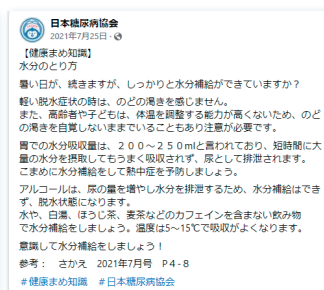 日本糖尿病協会
2021年7月25日・
【健康まめ知識】
水分のとり方
暑い日が、続きますが、しっかりと水分補給ができていますか？
軽い脱水症状の時は、のどの渇きを感じません。
また、高齢者や子どもは、体温を調整する能力が高くないため、のど
の渇きを自覚しないままでいることもあり注意が必要です。
胃での水分吸収量は、２００～２５０mlと言われており、短時間に大
量の水分を摂取してもうまく吸収されず、尿として排泄されます。
こまめに水分補給をして熱中症を予防しましょう。
アルコールは、尿の量を増やし水分を排泄するため、水分補給はでき
ず、脱水状態になります。
水や、白湯、ほうじ茶、麦茶などのカフェインを含まない飲み物
で水分補給をしましょう。温度は5～15℃で吸収がよくなります。
意識して水分補給をしましょう！
参考： さかえ 2021年7月号 P４-８
＃健康まめ知識 ＃日本糖尿病協会